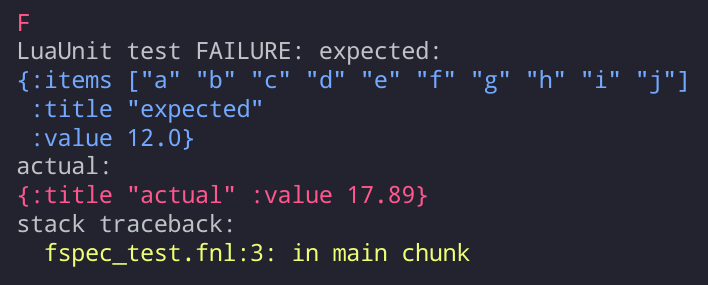 F
LuaUnit test FAILURE: expected:
{:items ["a" "b" "c" "d" "e" "f" "g" "h" "i" "j"]
 :title "expected"
 :value 12.0}
actual:
{:title "actual" :value 17.89}
stack traceback:
  fspec_test.fnl:3: in main chunk